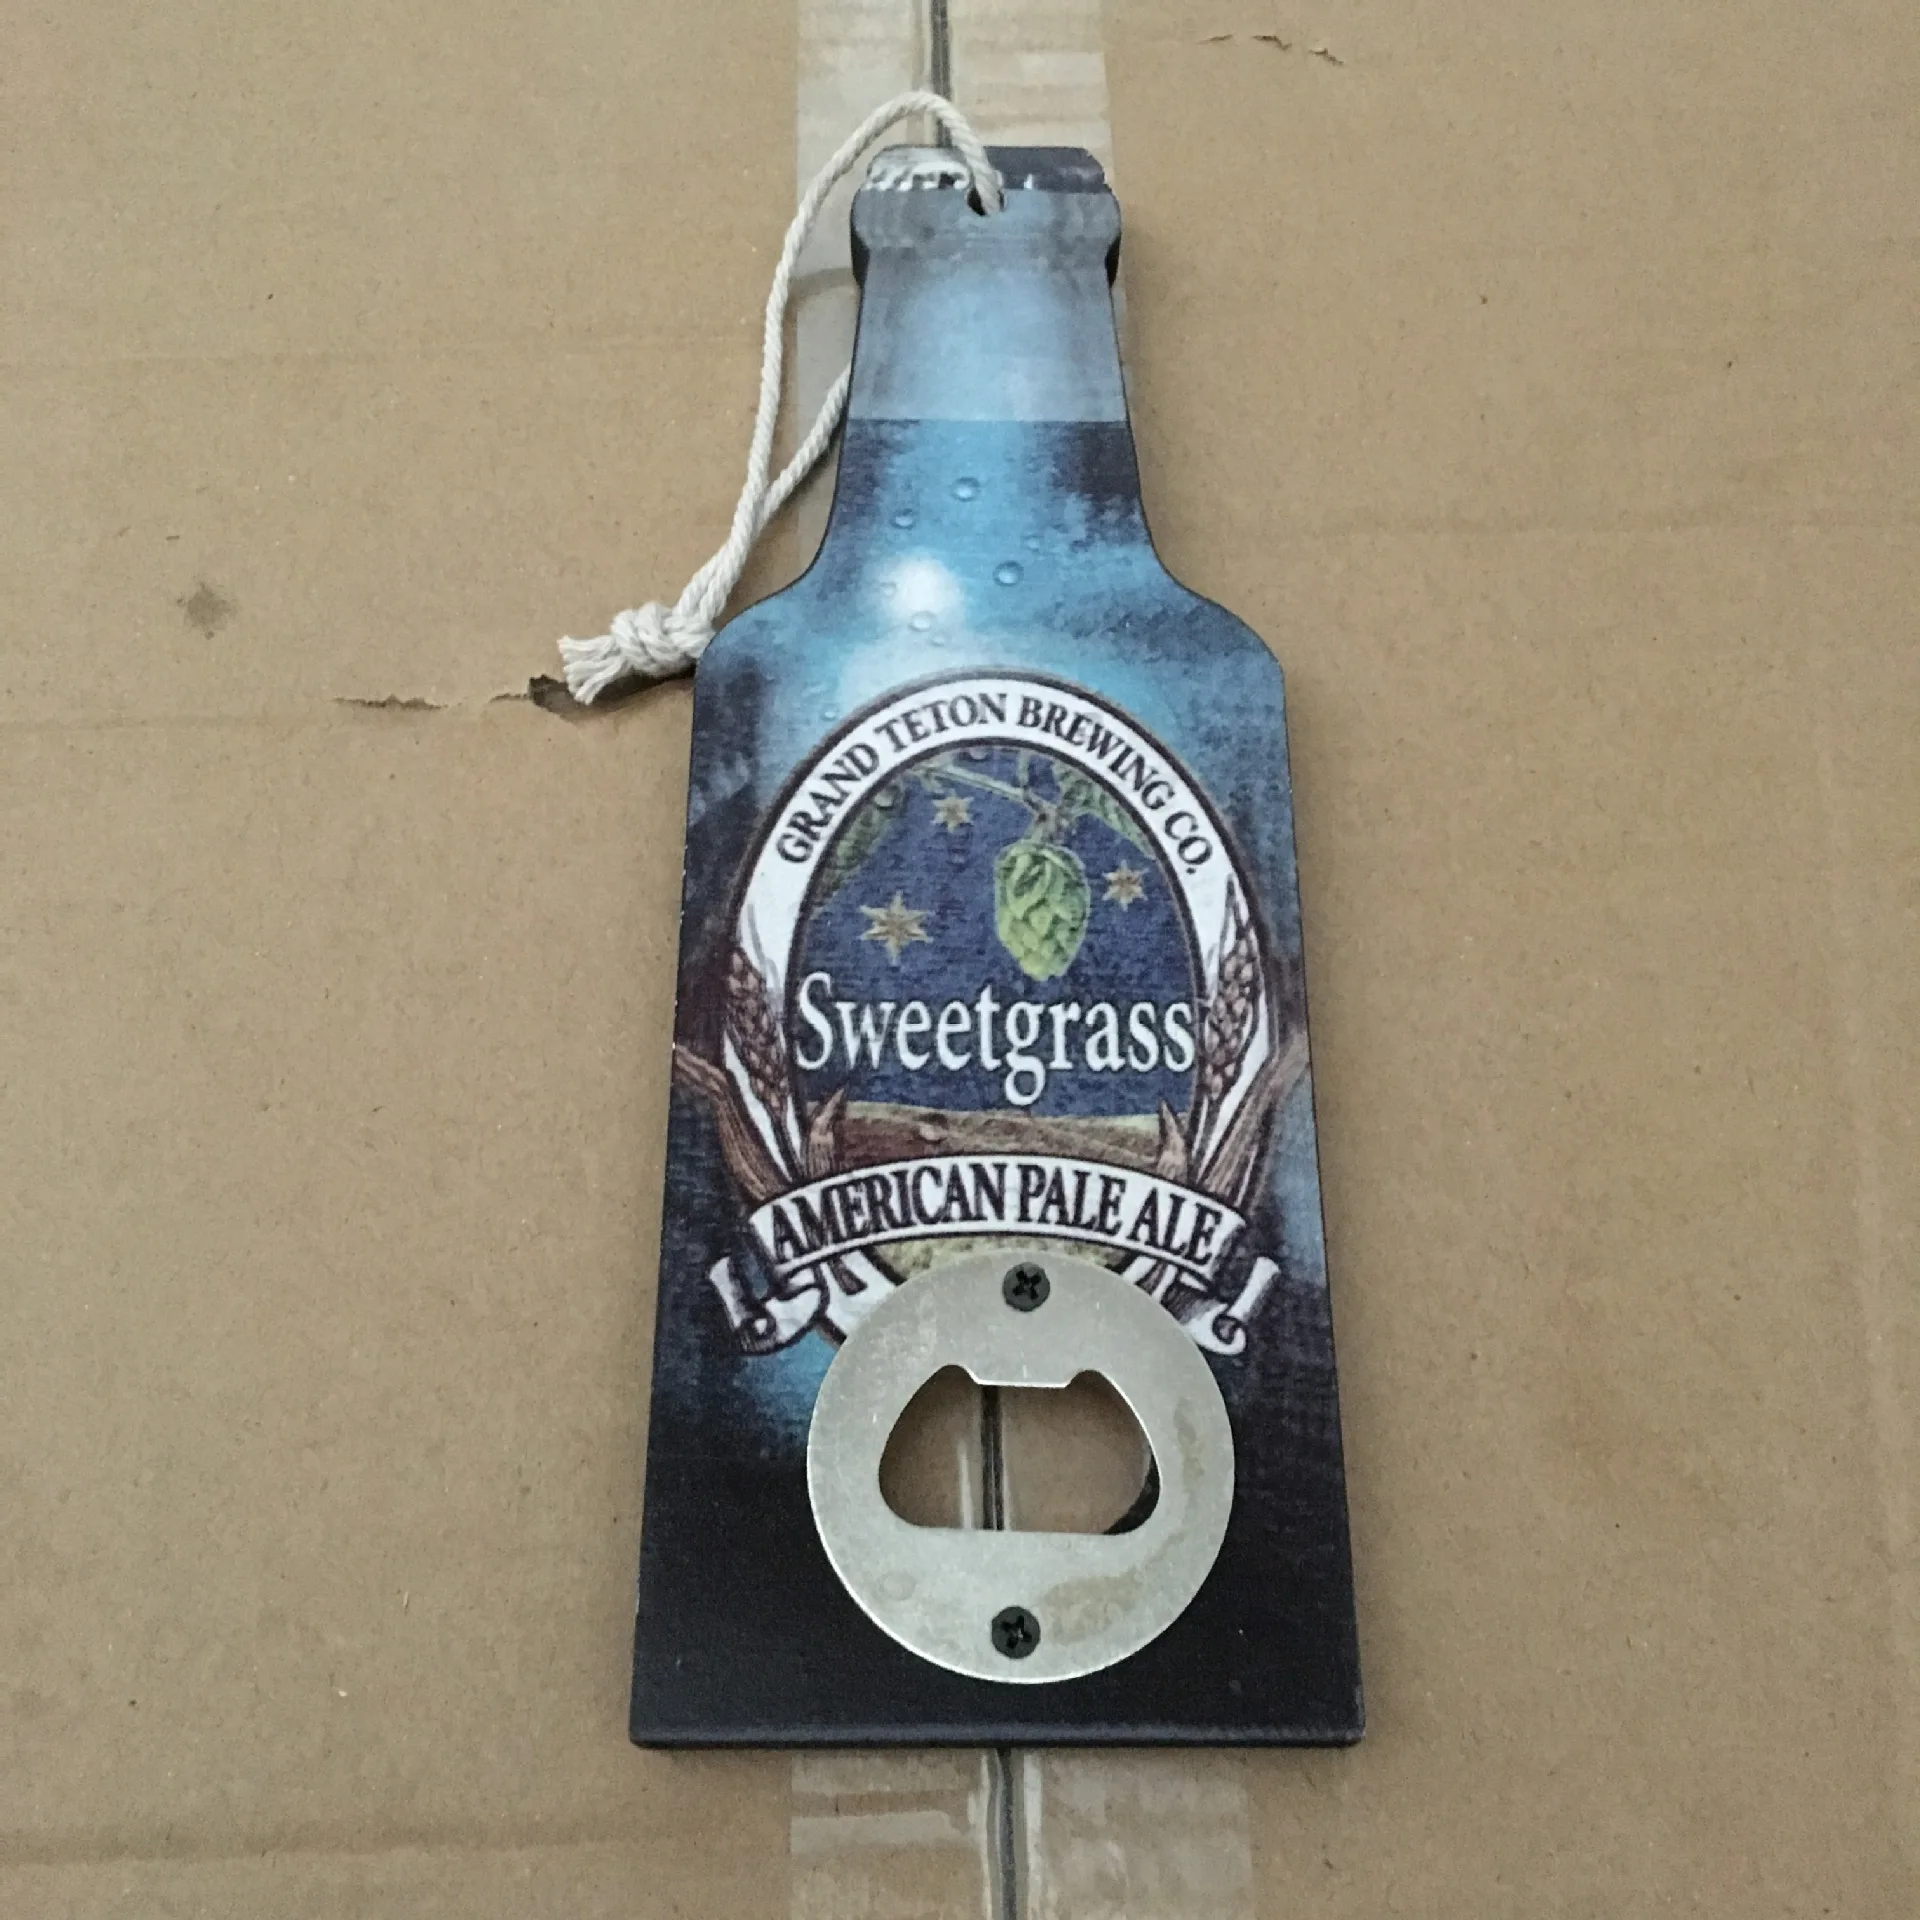 GRAND TETON BREWING CO.
Sweetgrass
AMERICAN PALE ALE